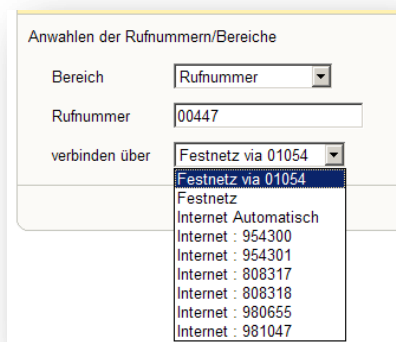 Anwahlen der Rufnummern/Bereiche
Bereich Rufnummer
Rufnummer 00447
verbinden über Festnetz via 01054
Festnetz via 01054
Festnetz
Internet Automatisch
Internet : 954300
Internet : 954301
Internet : 808317
Internet : 808318
Internet : 980655
Internet : 981047